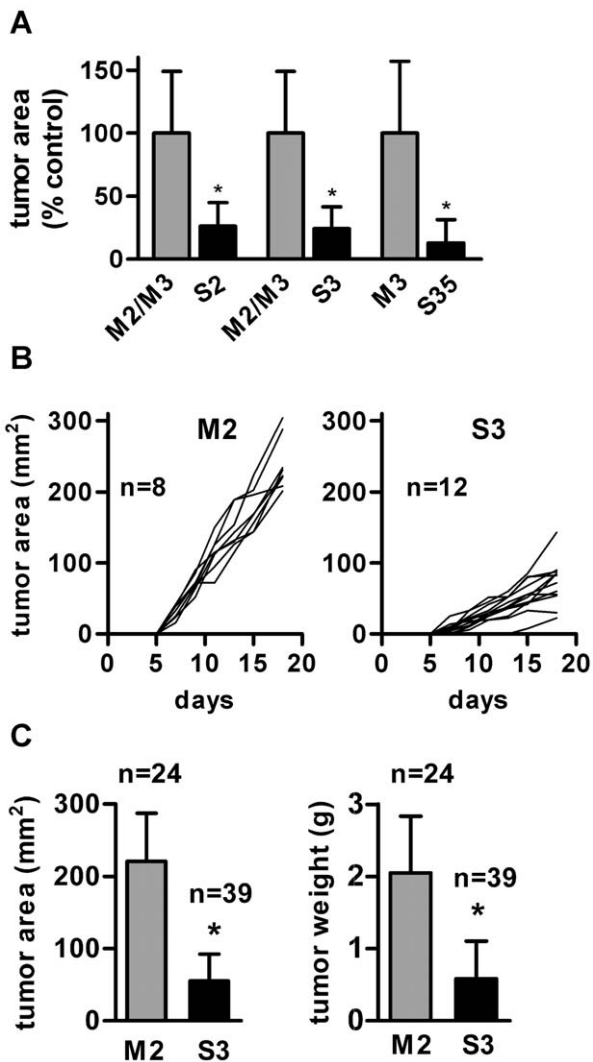 A
tumor area
(% control)
150
100
50
0
*
*
*
M2/M3
S2
M2/M3
S3
M3
S35
B
tumor area (mm²)
300
200
100
0
M2
n=8
0 5 10 15 20
days
300
200
100
0
S3
n=12
0 5 10 15 20
days
C
tumor area (mm²)
300
200
100
0
n=24
n=39
*
M2 S3
tumor weight (g)
3
2
1
0
n=24
n=39
*
M2 S3